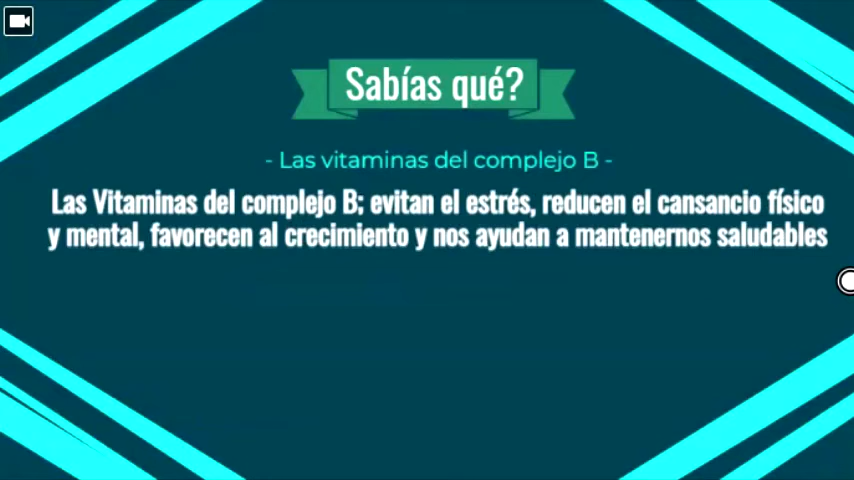 Sabías qué?
- Las vitaminas del complejo B -
Las Vitaminas del complejo B; evitan el estrés, reducen el cansancio físico
y mental, favorecen al crecimiento y nos ayudan a mantenernos saludables